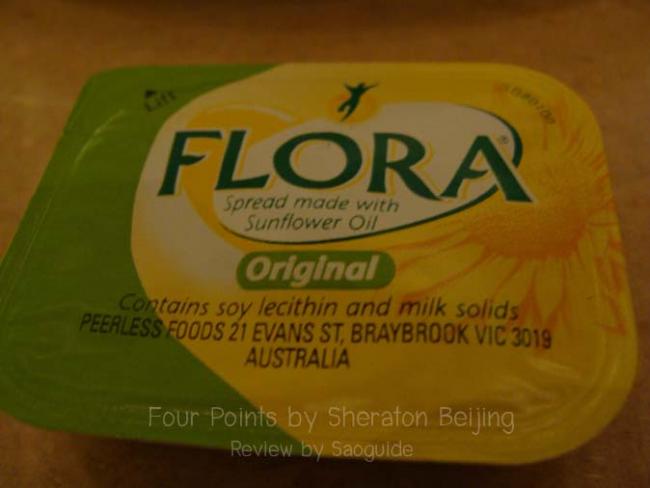 Lift
FLORA®
Spread made with
Sunflower Oil
Original
Contains soy lecithin and milk solids
PEERLESS FOODS 21 EVANS ST, BRAYBROOK VIC 3019
AUSTRALIA
Four Points by Sheraton Beijing
Review by Saoguide